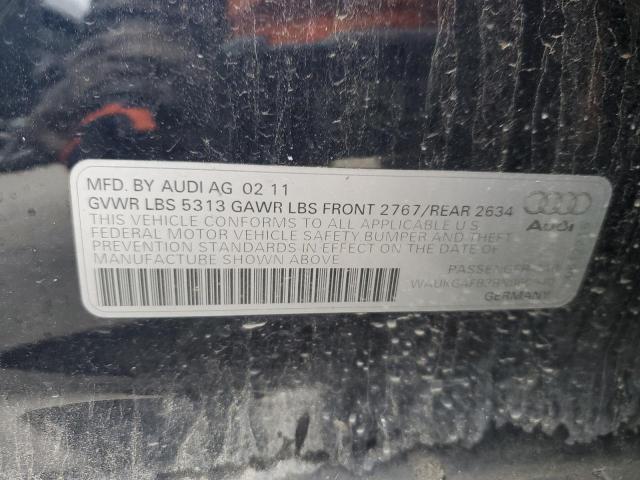 MFD. BY AUDI AG 02 11
GVWR LBS 5313 GAWR LBS FRONT 2767/REAR 2634
THIS VEHICLE CONFORMS TO ALL APPLICABLE U S
FEDERAL MOTOR VEHICLE SAFETY BUMPER AND THEFT
PREVENTION STANDARDS IN EFFECT ON THE DATE OF
MANUFACTURE SHOWN ABOVE
Audi
PASSENGER
GERMANY